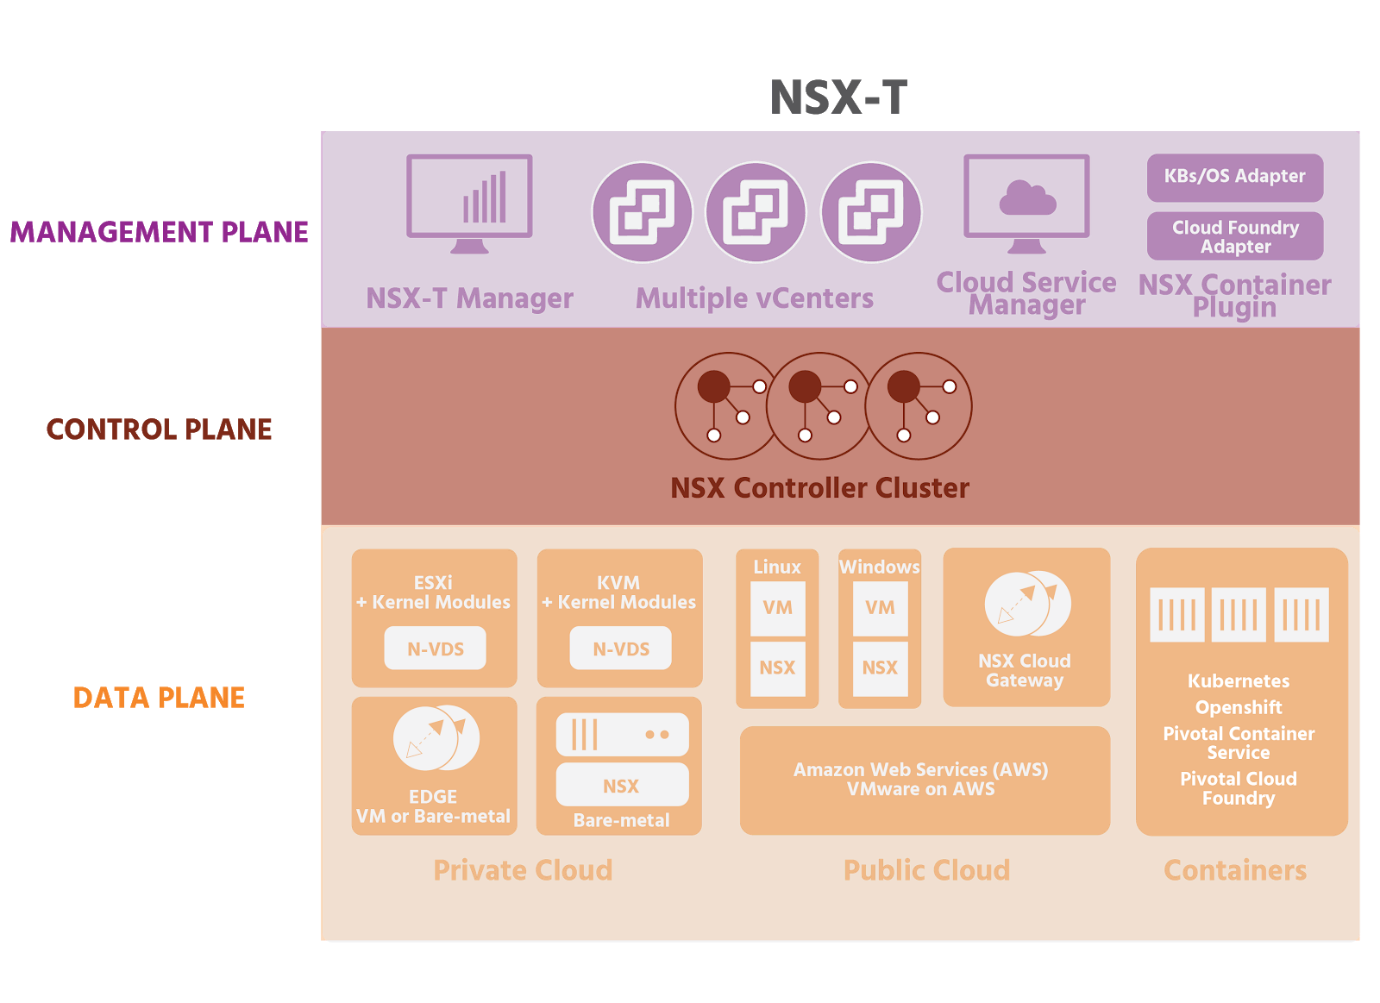 NSX-T
MANAGEMENT PLANE
NSX-T Manager
Multiple vCenters
Cloud Service
Manager
KBs/OS Adapter
Cloud Foundry
Adapter
NSX Container
Plugin
CONTROL PLANE
NSX Controller Cluster
DATA PLANE
ESXi
+ Kernel Modules
N-VDS
KVM
+ Kernel Modules
N-VDS
EDGE
VM or Bare-metal
NSX
Bare-metal
Private Cloud
Linux
VM
NSX
Windows
VM
NSX
NSX Cloud
Gateway
Amazon Web Services (AWS)
VMware on AWS
Public Cloud
Kubernetes
Openshift
Pivotal Container
Service
Pivotal Cloud
Foundry
Containers